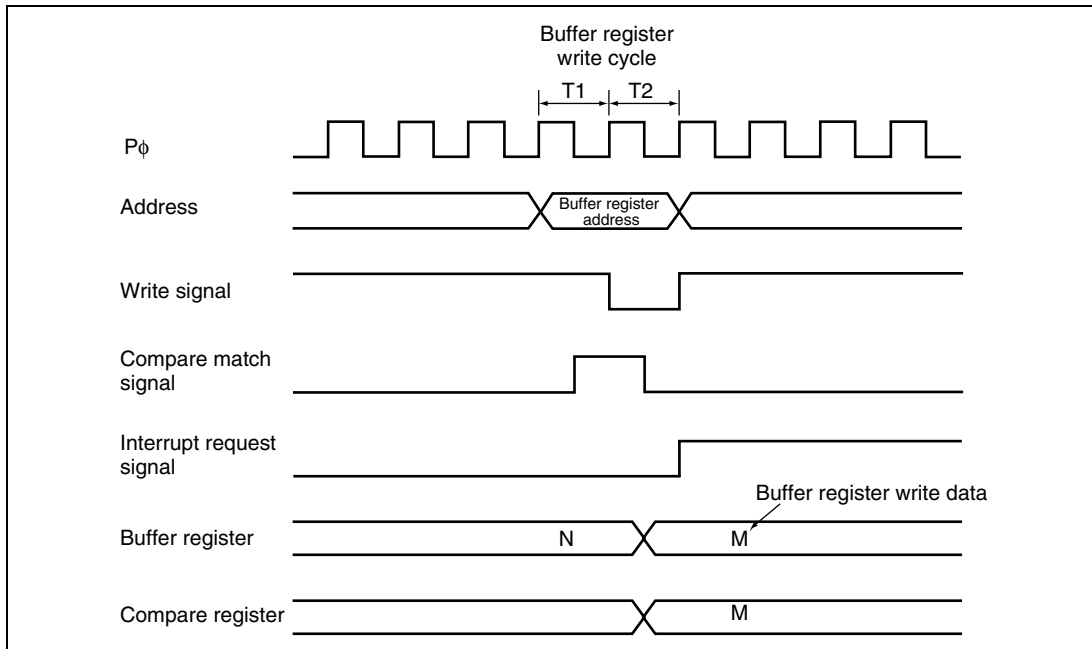 Buffer register
write cycle
T1
T2
Pϕ
Address
Buffer register
address
Write signal
Compare match
signal
Interrupt request
signal
Buffer register write data
Buffer register
N
M
Compare register
M